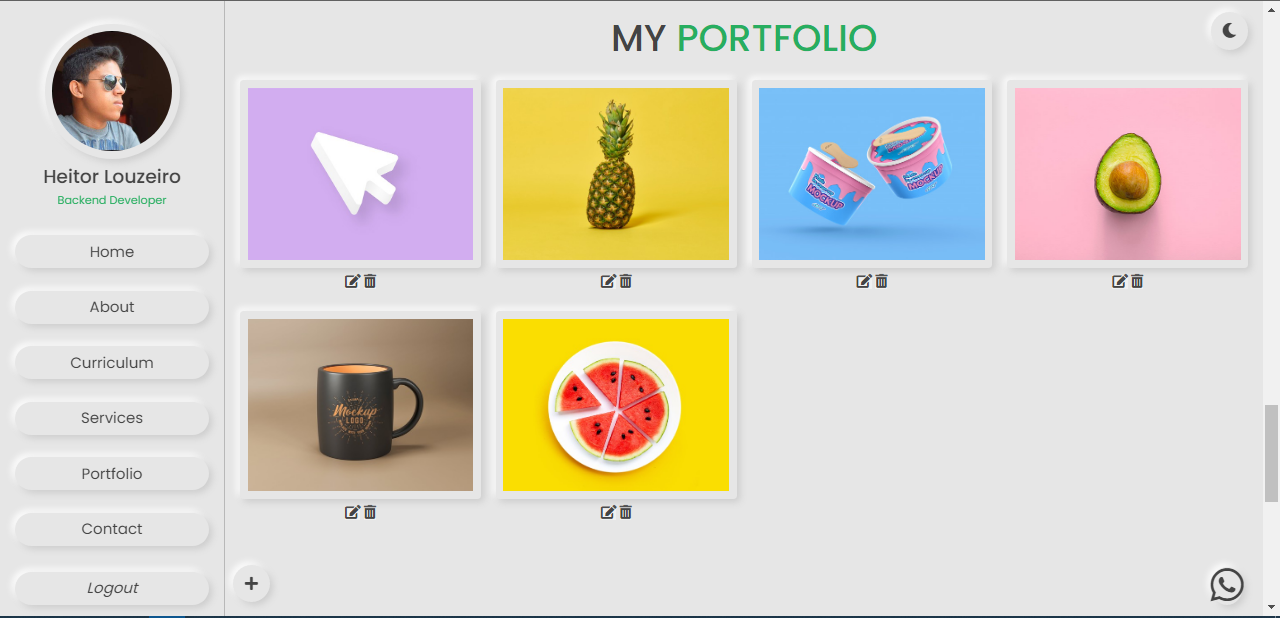 MY PORTFOLIO
Heitor Louzeiro
Backend Developer
Home
About
Curriculum
Services
Portfolio
Contact
Logout
MOCKUP
MOCKUP
Mockup
LOGO